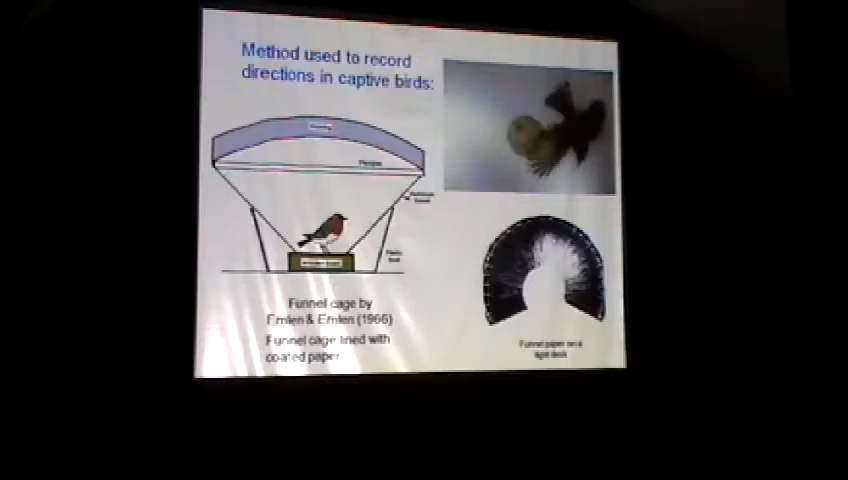 Method used to record
directions in captive birds:
Funnel cage by
Emlen & Emlen (1966)
Funnel cage lined with
coated paper
Funnel paper on a
light desk